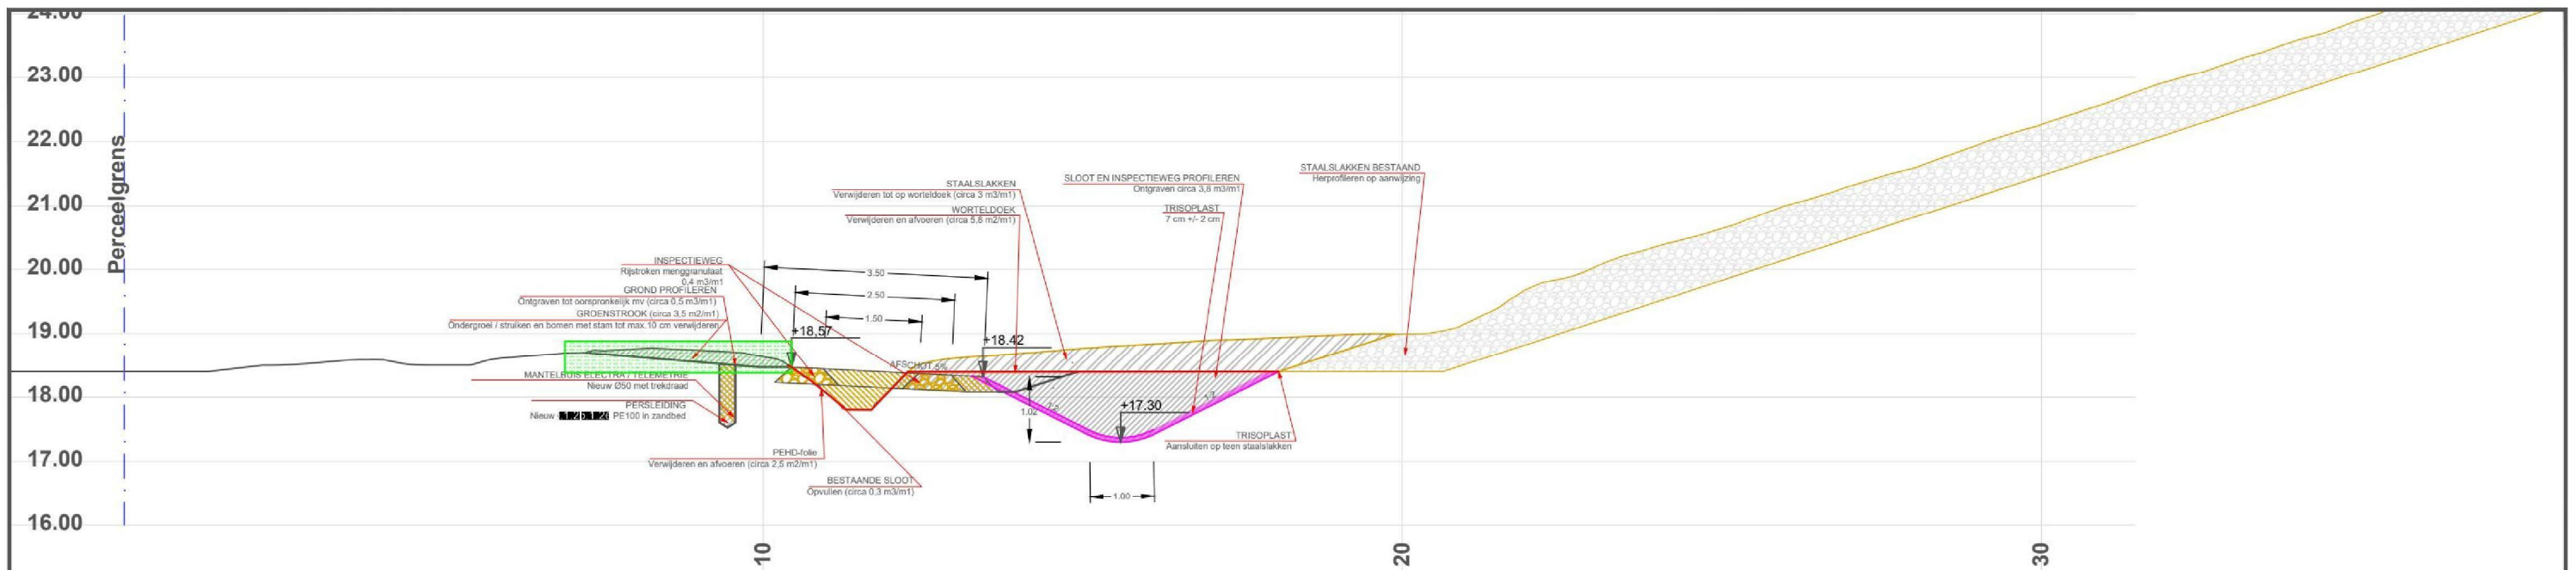 24.00
23.00
22.00
21.00
20.00
19.00
18.00
17.00
16.00
Perceelgrens
10
20
30
STAALSLAKKEN
Verwijderen tot op worteldoek (circa 3 m3/m1)
WORTELDOEK
Verwijderen en afvoeren (circa 5,8 m2/m1)
SLOOT EN INSPECTIEWEG PROFILEREN
Ontgraven circa 3,8 m3/m1
TRISOPLAST
7 cm +/- 2 cm
STAALSLAKKEN BESTAAND
Herprofileren op aanwijzing
INSPECTIEWEG
Rijstroken menggranulaat
0,4 m3/m1
GROND PROFILEREN
Ontgraven tot oorspronkelijk mv (circa 0,5 m3/m1)
GROENSTROOK (circa 3,5 m2/m1)
Ondergroei / struiken en bomen met stam tot max.10 cm verwijderen
3.50
2.50
1.50
+18.57
+18.42
AFSCHOT 5%
MANTELBUIS ELECTRA / TELEMETRIE
Nieuw Ø50 met trekdraad
PERSLEIDING
Nieuw PE100 in zandbed
1.02
+17.30
TRISOPLAST
Aansluiten op teen staalslakken
PEHD-folie
Verwijderen en afvoeren (circa 2,5 m2/m1)
BESTAANDE SLOOT
Opvullen (circa 0,3 m3/m1)
1.00